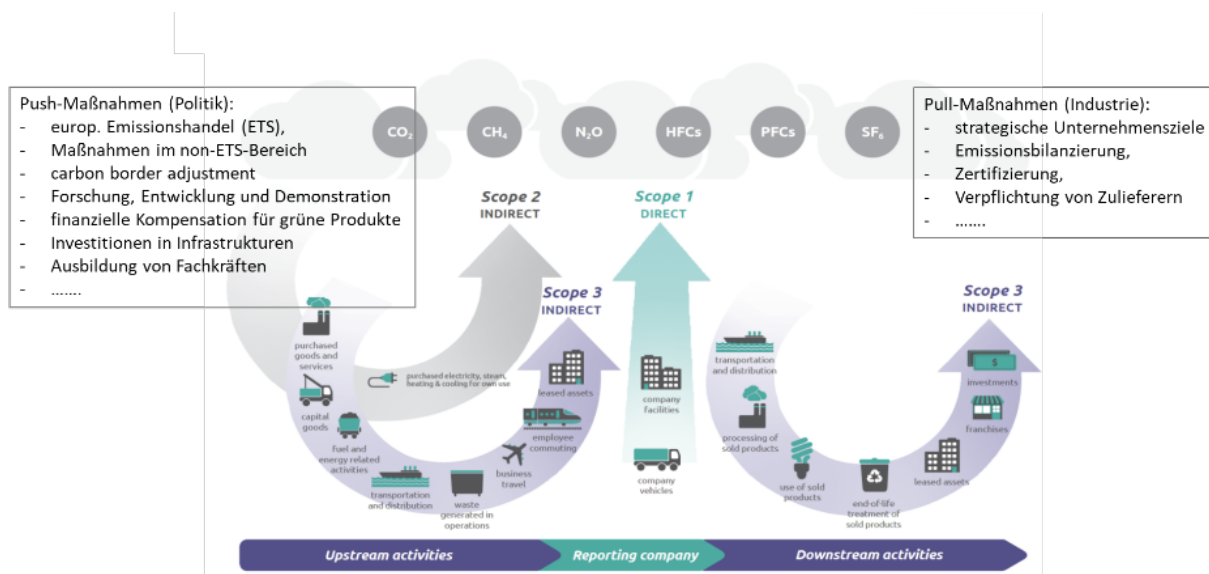 Push-Maßnahmen (Politik):
- europ. Emissionshandel (ETS),
- Maßnahmen im non-ETS-Bereich
- carbon border adjustment
- Forschung, Entwicklung und Demonstration
- finanzielle Kompensation für grüne Produkte
- Investitionen in Infrastrukturen
- Ausbildung von Fachkräften
- …….
CO₂
CH₄
N₂O
HFCs
PFCs
SF₆
Pull-Maßnahmen (Industrie):
- strategische Unternehmensziele
- Emissionsbilanzierung,
- Zertifizierung,
- Verpflichtung von Zulieferern
- …….
Scope 2
INDIRECT
Scope 1
DIRECT
Scope 3
INDIRECT
Scope 3
INDIRECT
purchased
goods and
services
capital
goods
fuel and
energy related
activities
transportation
and distribution
waste
generated in
operations
business
travel
employee
commuting
leased assets
purchased electricity, steam,
heating & cooling for own use
company
facilities
company
vehicles
transportation
and distribution
processing of
sold products
use of sold
products
end-of-life
treatment of
sold products
leased assets
franchises
investments
$
Upstream activities
Reporting company
Downstream activities